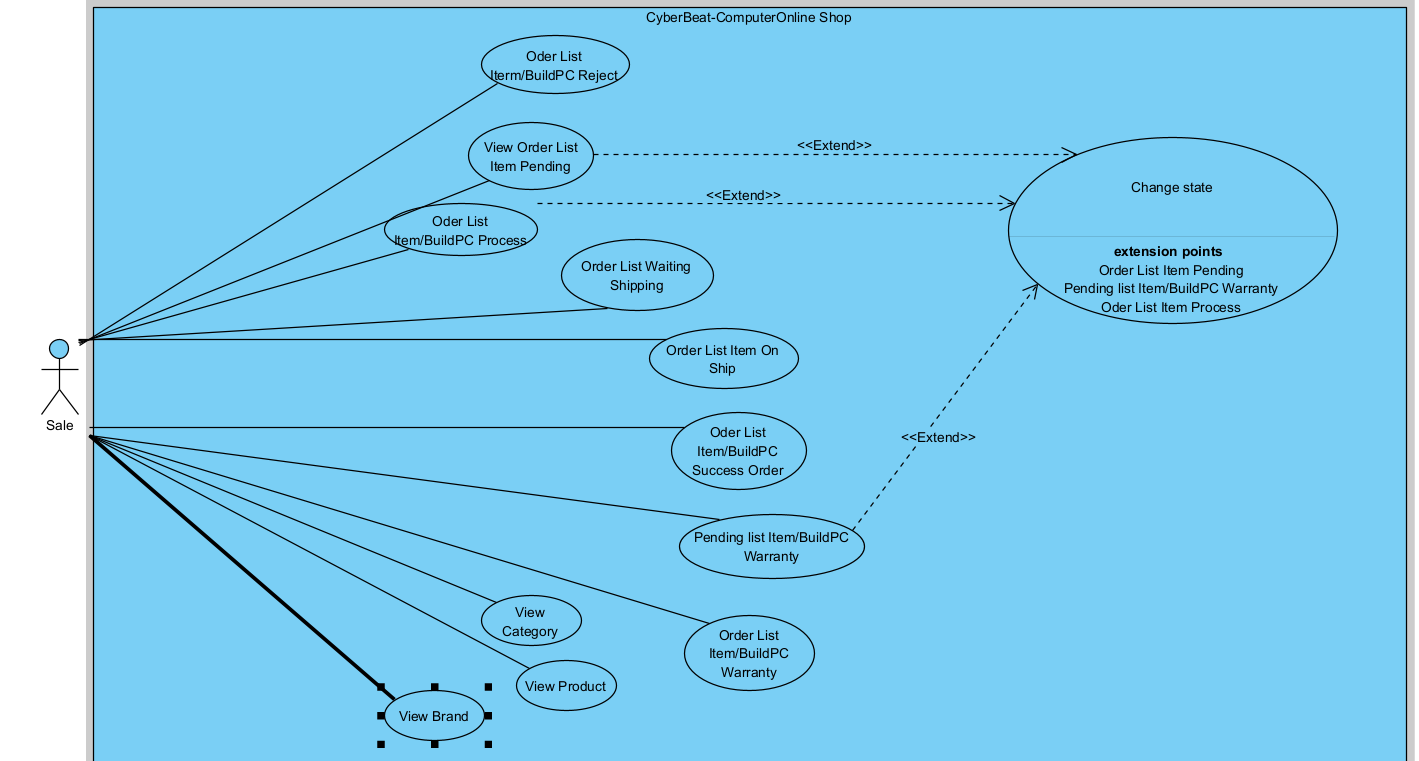 CyberBeat-ComputerOnline Shop
Oder List
Iterm/BuildPC Reject
View Order List
Item Pending
<<Extend>>
<<Extend>>
Change state
extension points
Order List Item Pending
Pending list Item/BuildPC Warranty
Oder List Item Process
Oder List
Item/BuildPC Process
Order List Waiting
Shipping
Order List Item On
Ship
Sale
Oder List
Item/BuildPC
Success Order
<<Extend>>
Pending list Item/BuildPC
Warranty
View
Category
Order List
Item/BuildPC
Warranty
View Product
View Brand